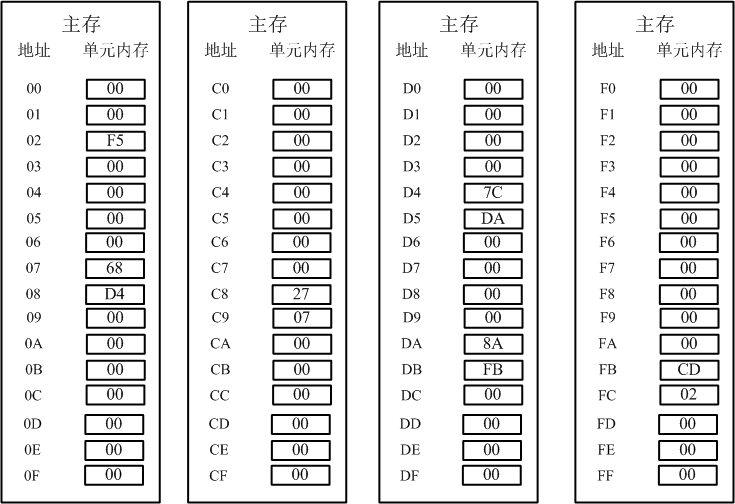 主存 主存 主存 主存
地址 单元内存 地址 单元内存 地址 单元内存 地址 单元内存
00 00 C0 00 D0 00 F0 00
01 00 C1 00 D1 00 F1 00
02 F5 C2 00 D2 00 F2 00
03 00 C3 00 D3 00 F3 00
04 00 C4 00 D4 7C F4 00
05 00 C5 00 D5 DA F5 00
06 00 C6 00 D6 00 F6 00
07 68 C7 00 D7 00 F7 00
08 D4 C8 27 D8 00 F8 00
09 00 C9 07 D9 00 F9 00
0A 00 CA 00 DA 8A FA 00
0B 00 CB 00 DB FB FB CD
0C 00 CC 00 DC 00 FC 02
0D 00 CD 00 DD 00 FD 00
0E 00 CE 00 DE 00 FE 00
0F 00 CF 00 DF 00 FF 00